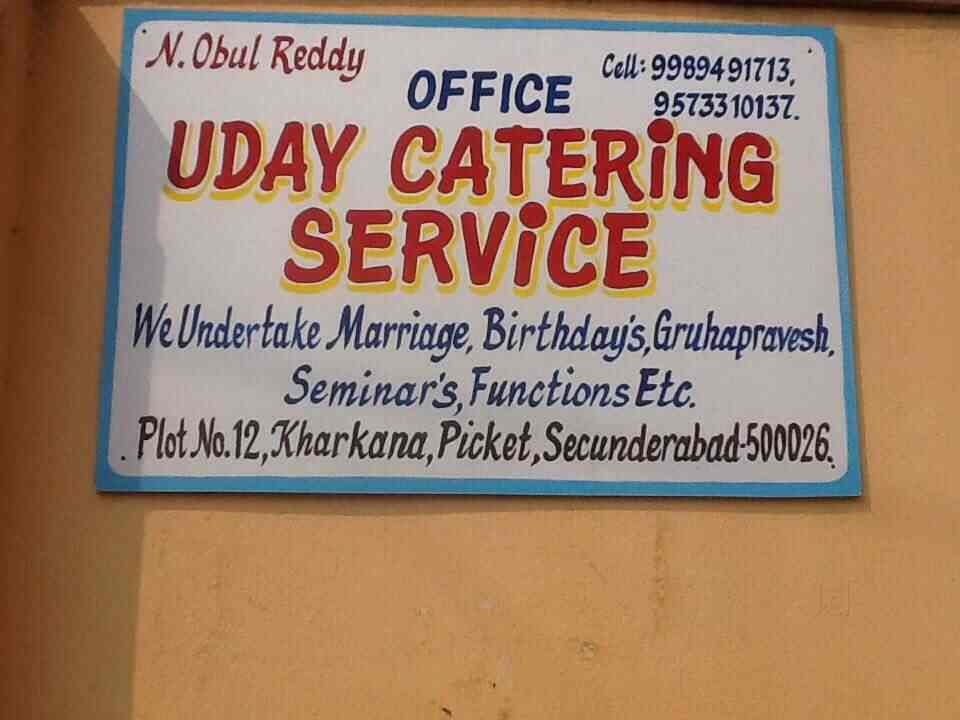 N. Obul Reddy
Cell: 9989491713,
9573310137.
OFFICE
UDAY CATERiNG
SERViCE
We Undertake Marriage, Birthday's, Gruhapravesh,
Seminar's, Functions Etc.
Plot No. 12, Kharkana, Picket, Secunderabad-500026.